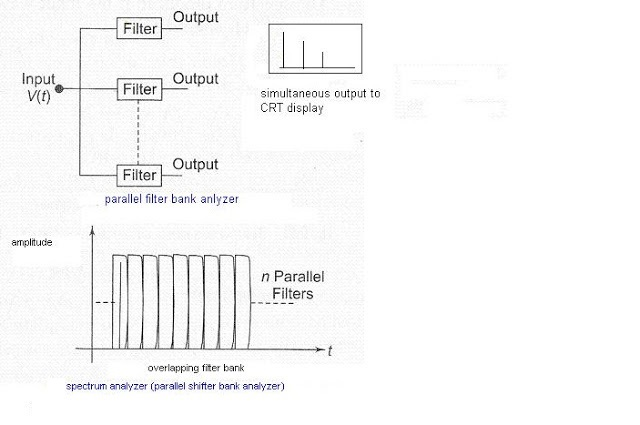 Output
Filter
Input
V(t)
Filter
Output
simultaneous output to
CRT display
Filter
Output
parallel filter bank anlyzer
amplitude
n Parallel
Filters
t
overlapping filter bank
spectrum analyzer (parallel shifter bank analyzer)